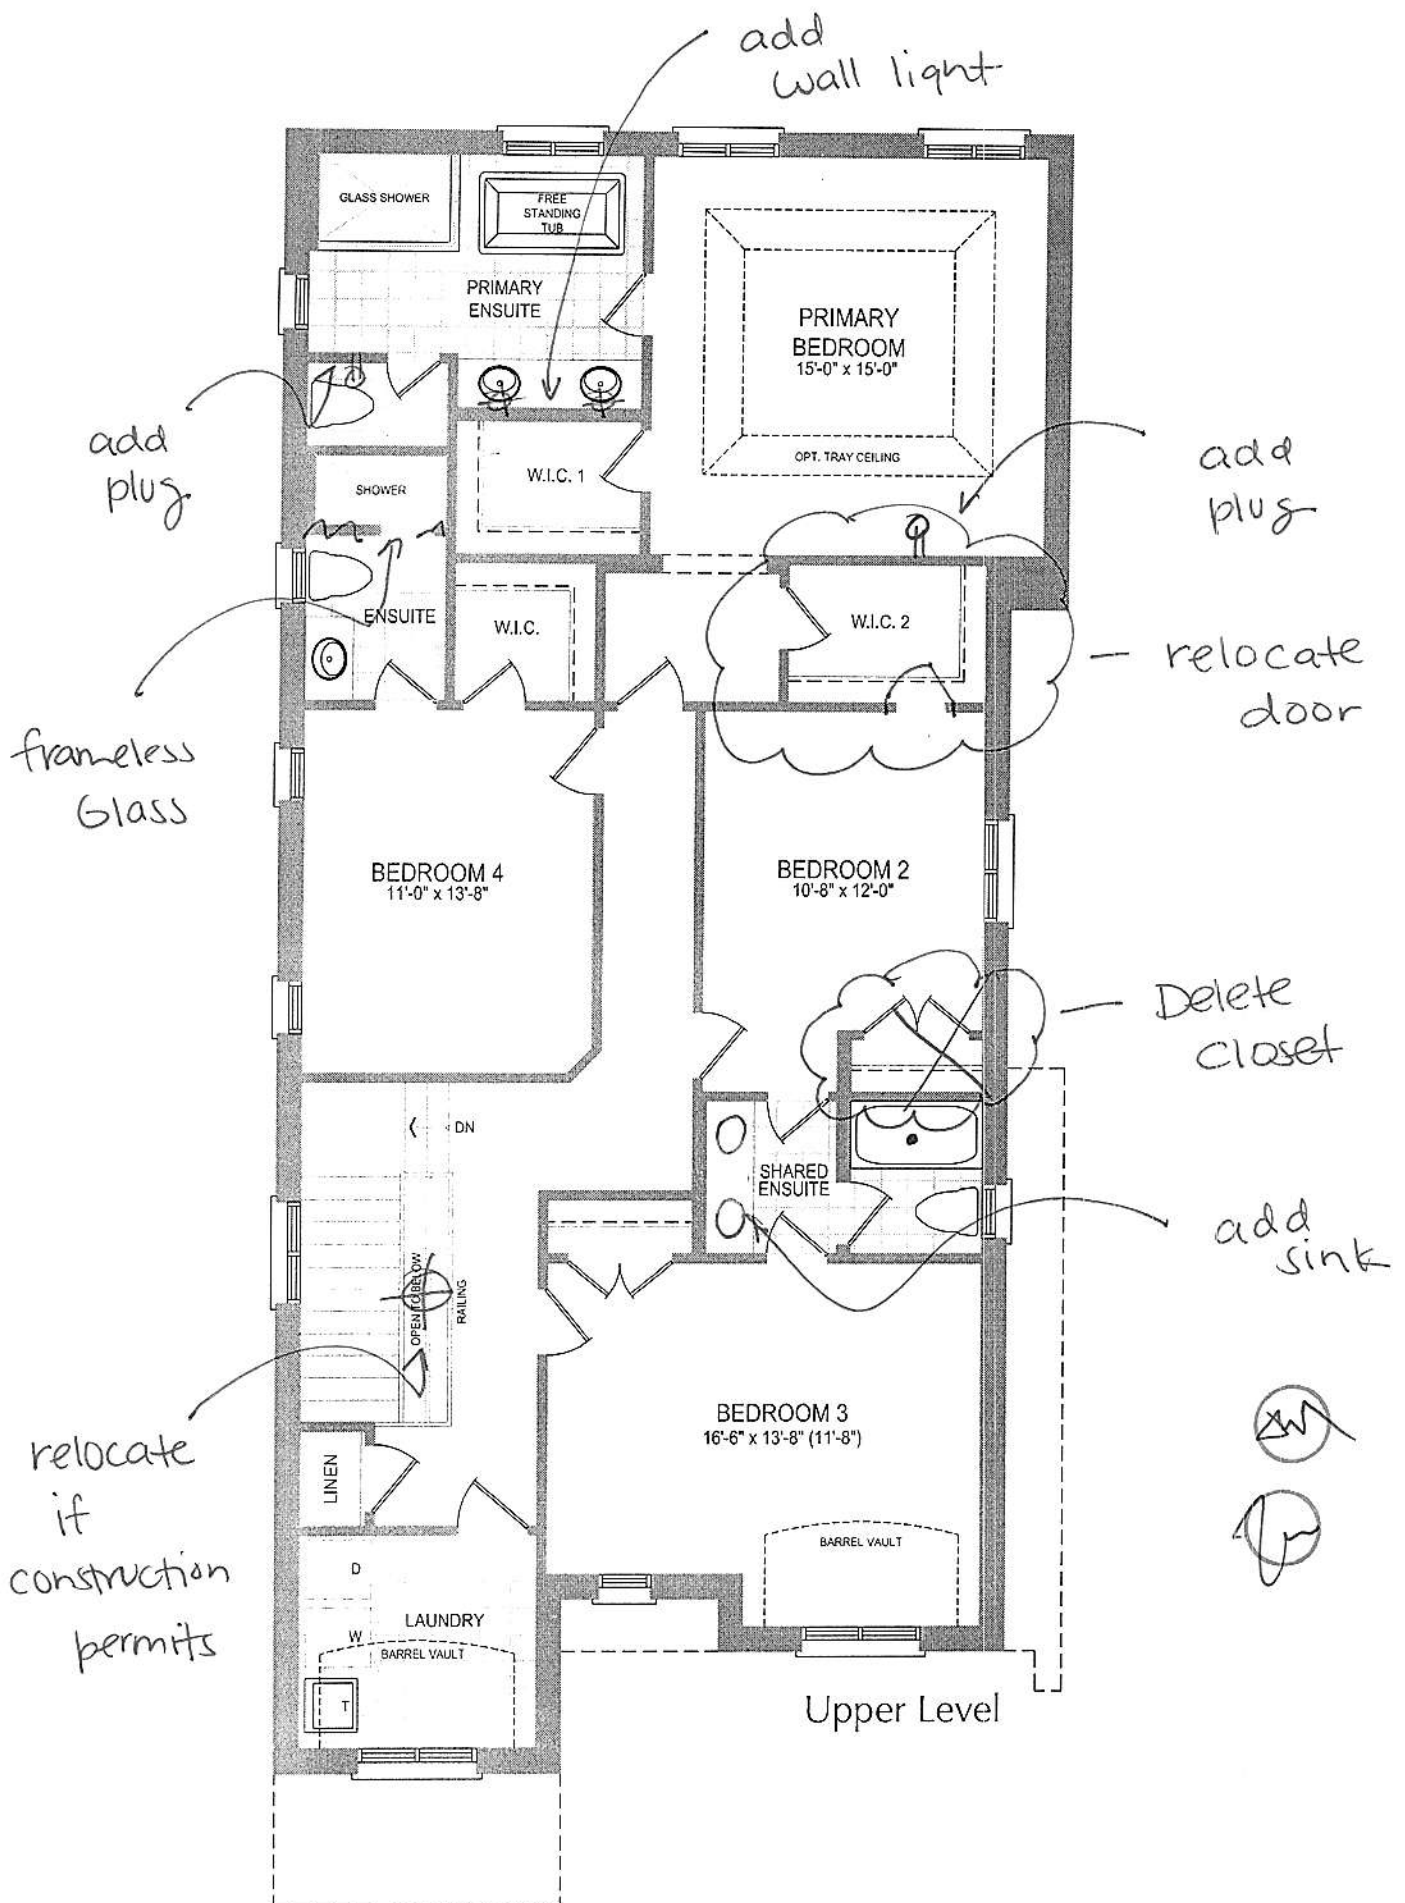 add
wall light
GLASS SHOWER
FREE
STANDING
TUB
PRIMARY
ENSUITE
PRIMARY
BEDROOM
15'-0" x 15'-0"
OPT. TRAY CEILING
add
plug
add
plug
W.I.C. 1
SHOWER
ENSUITE
W.I.C.
W.I.C. 2
relocate
door
frameless
Glass
BEDROOM 4
11'-0" x 13'-8"
BEDROOM 2
10'-8" x 12'-0"
Delete
closet
DN
SHARED
ENSUITE
add
sink
OPEN TO BELOW
RAILING
relocate
if
construction
permits
BEDROOM 3
16'-6" x 13'-8" (11'-8")
LINEN
BARREL VAULT
D
LAUNDRY
W
BARREL VAULT
T
Upper Level